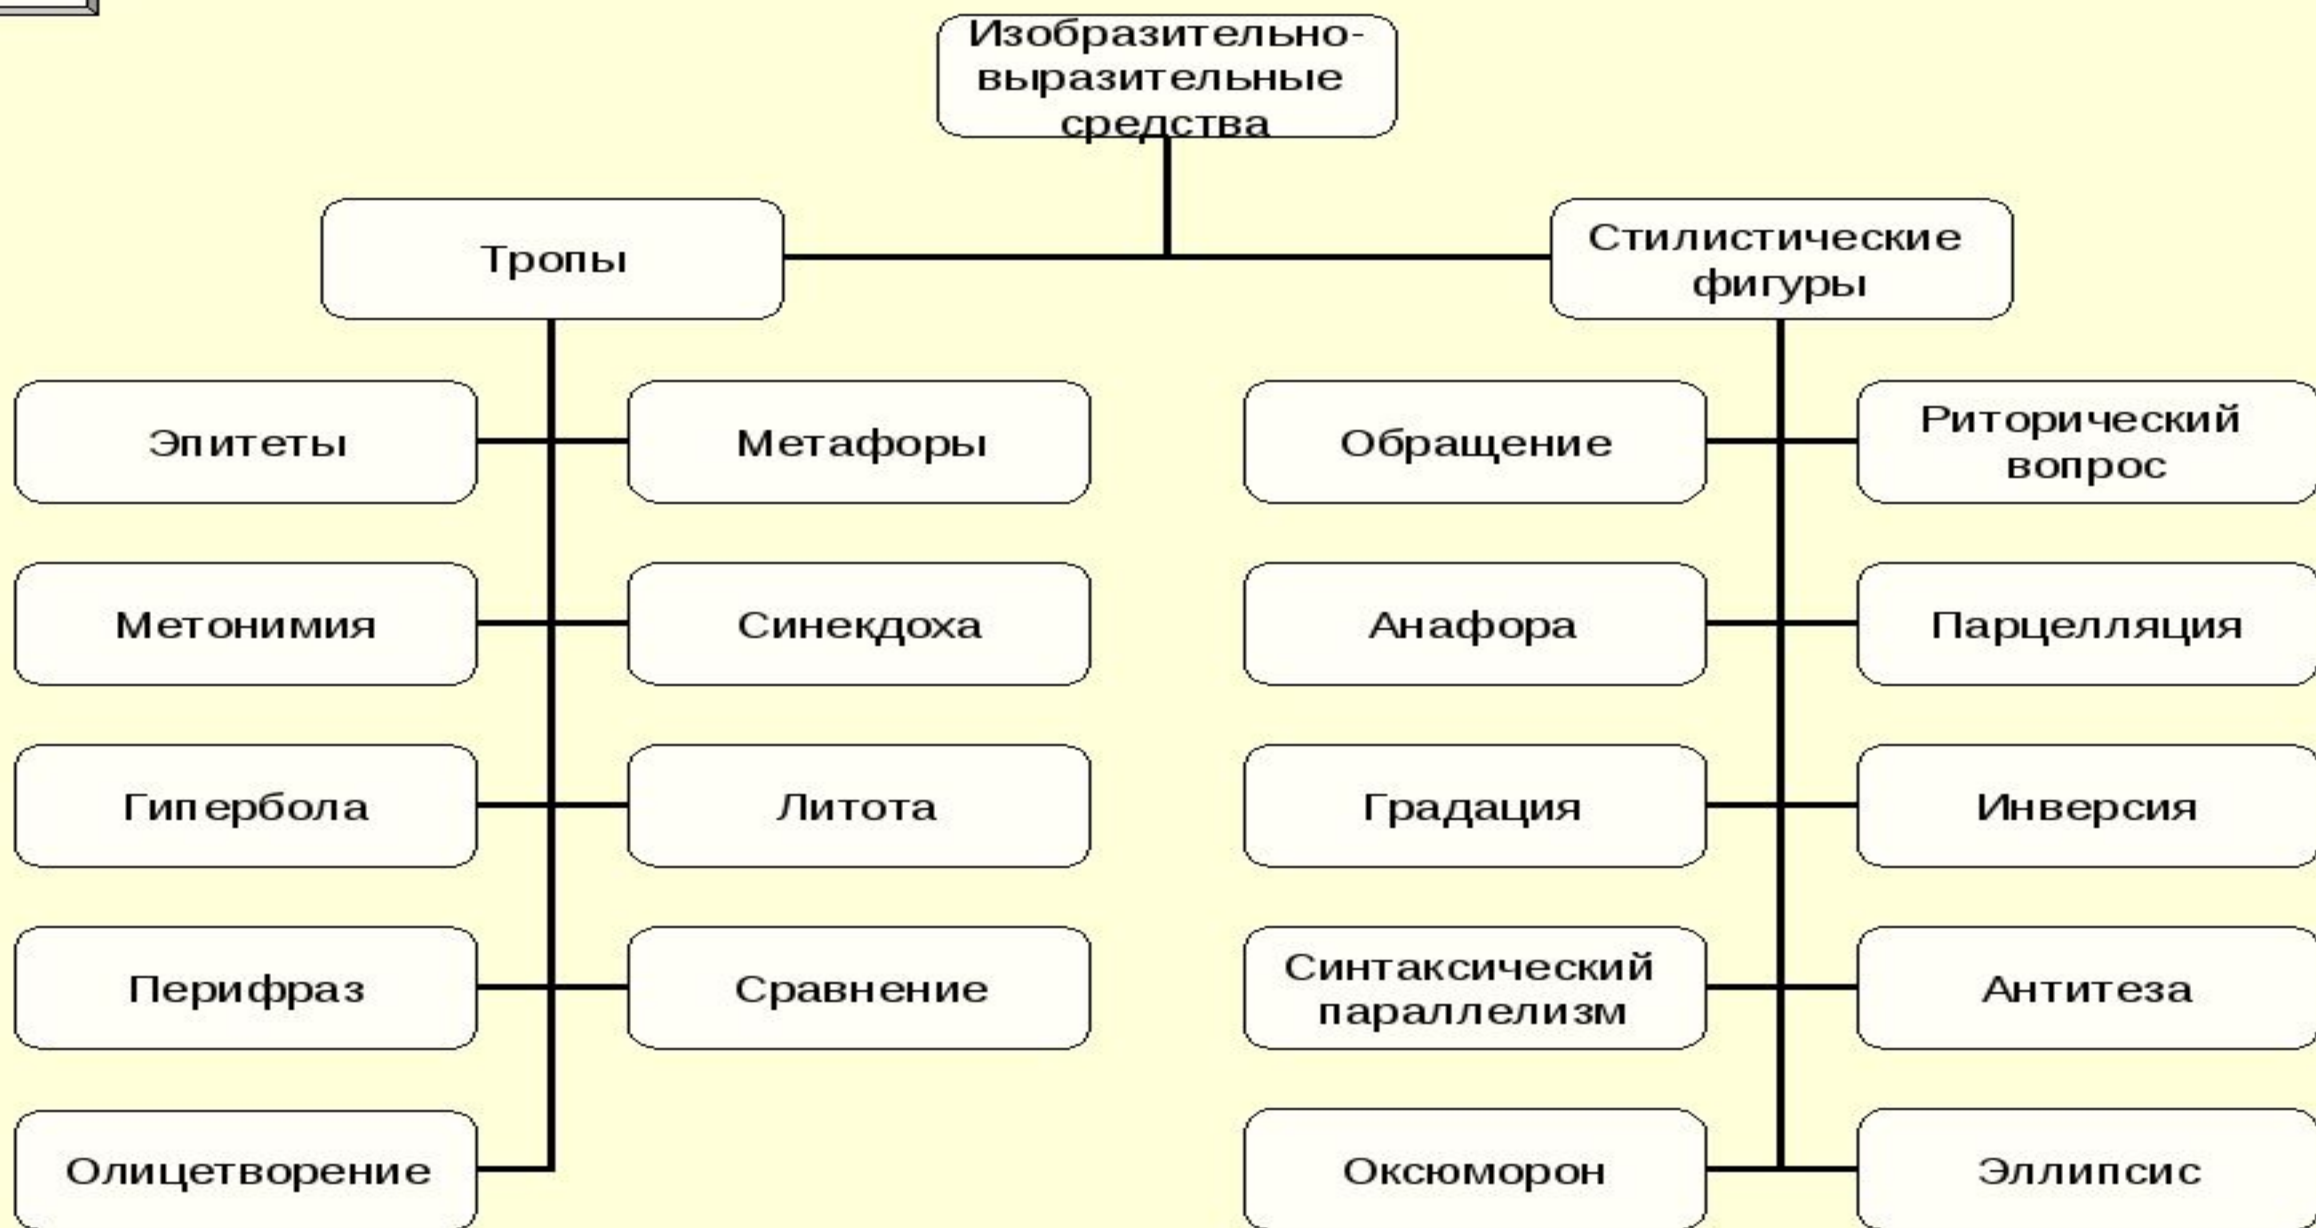 Изобразительно-
выразительные
средства
Тропы
Стилистические
фигуры
Эпитеты
Метафоры
Обращение
Риторический
вопрос
Метонимия
Синекдоха
Анафора
Парцелляция
Гипербола
Литота
Градация
Инверсия
Перифраз
Сравнение
Синтаксический
параллелизм
Антитеза
Олицетворение
Оксюморон
Эллипсис